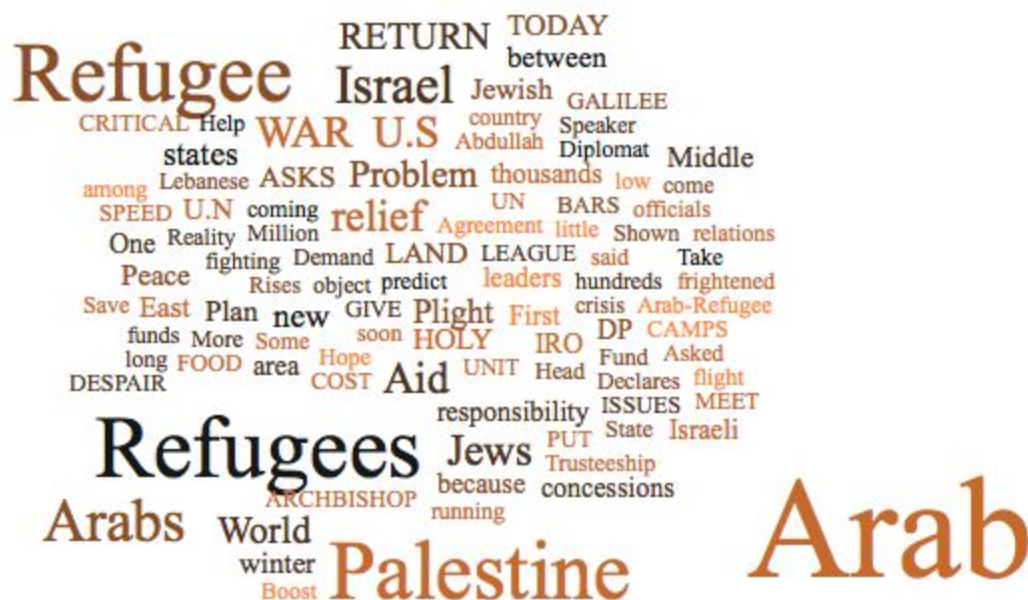 RETURN TODAY
between
Refugee Israel Jewish GALILEE
CRITICAL Help WAR U.S country Speaker
Abdullah Diplomat
states Middle
among Lebanese ASKS Problem thousands low come
SPEED U.N coming relief UN BARS officials
One Reality Million Agreement little Shown relations
fighting Demand LAND LEAGUE said Take
Peace Rises object predict leaders hundreds frightened
Save East Plan new GIVE Plight First crisis Arab-Refugee
funds More Some soon HOLY IRO DP CAMPS
long FOOD area Hope Aid UNIT Head Fund Asked
DESPAIR COST Declares flight
responsibility ISSUES MEET
Refugees Jews PUT State Israeli
Trusteeship
ARCHBISHOP because concessions
running
Arabs World
winter Palestine Arab
Boost